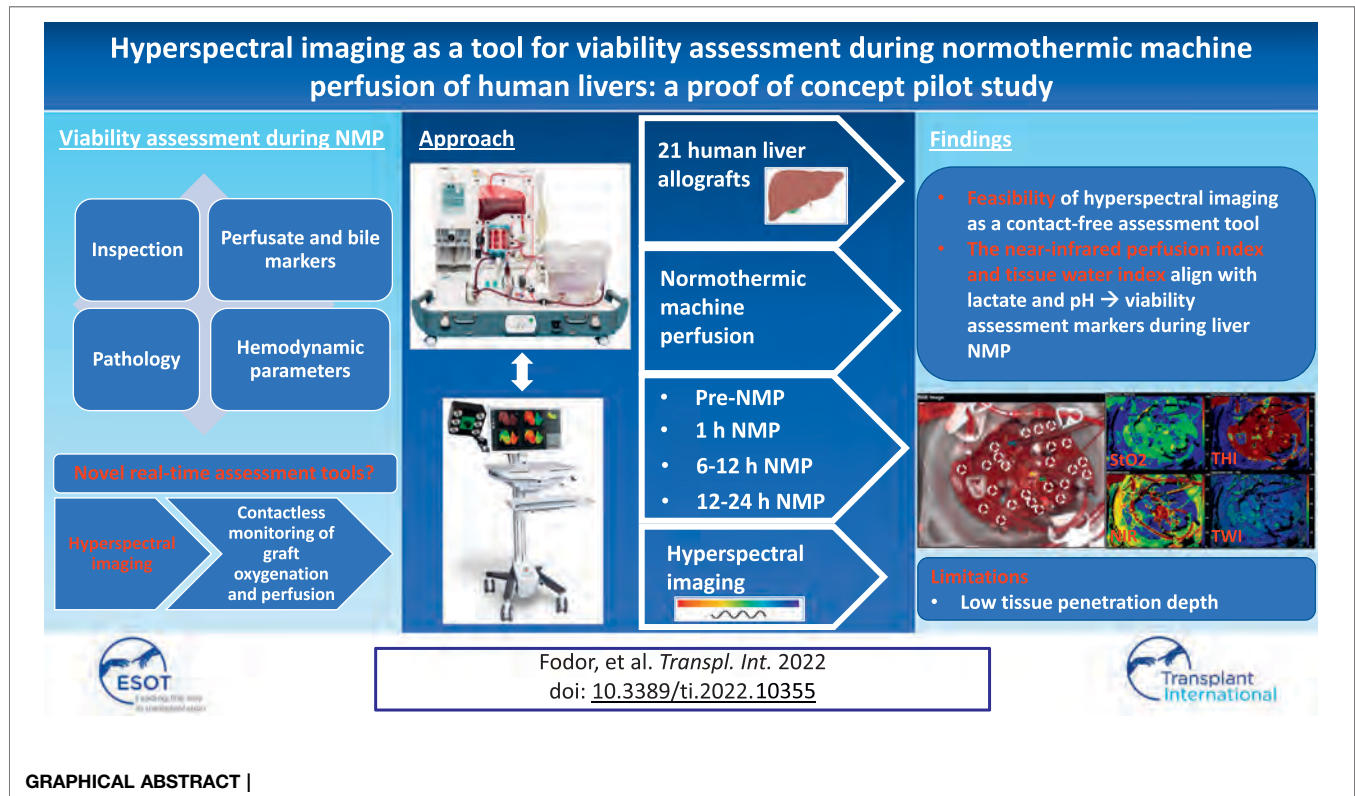 Hyperspectral imaging as a tool for viability assessment during normothermic machine
perfusion of human livers: a proof of concept pilot study
Viability assessment during NMP
Inspection
Perfusate and bile
markers
Pathology
Hemodynamic
parameters
Novel real-time assessment tools?
Hyperspectral
imaging
Contactless
monitoring of
graft
oxygenation
and perfusion
Approach
21 human liver
allografts
Normothermic
machine
perfusion
• Pre-NMP
• 1 h NMP
• 6-12 h NMP
• 12-24 h NMP
Hyperspectral
imaging
Findings
• Feasibility of hyperspectral imaging
as a contact-free assessment tool
• The near-infrared perfusion index
and tissue water index align with
lactate and pH → viability
assessment markers during liver
NMP
StO2
THI
NIR
TWI
Limitations
• Low tissue penetration depth
ESOT
Fodor, et al. Transpl. Int. 2022
doi: 10.3389/ti.2022.10355
Transplant
International
GRAPHICAL ABSTRACT |